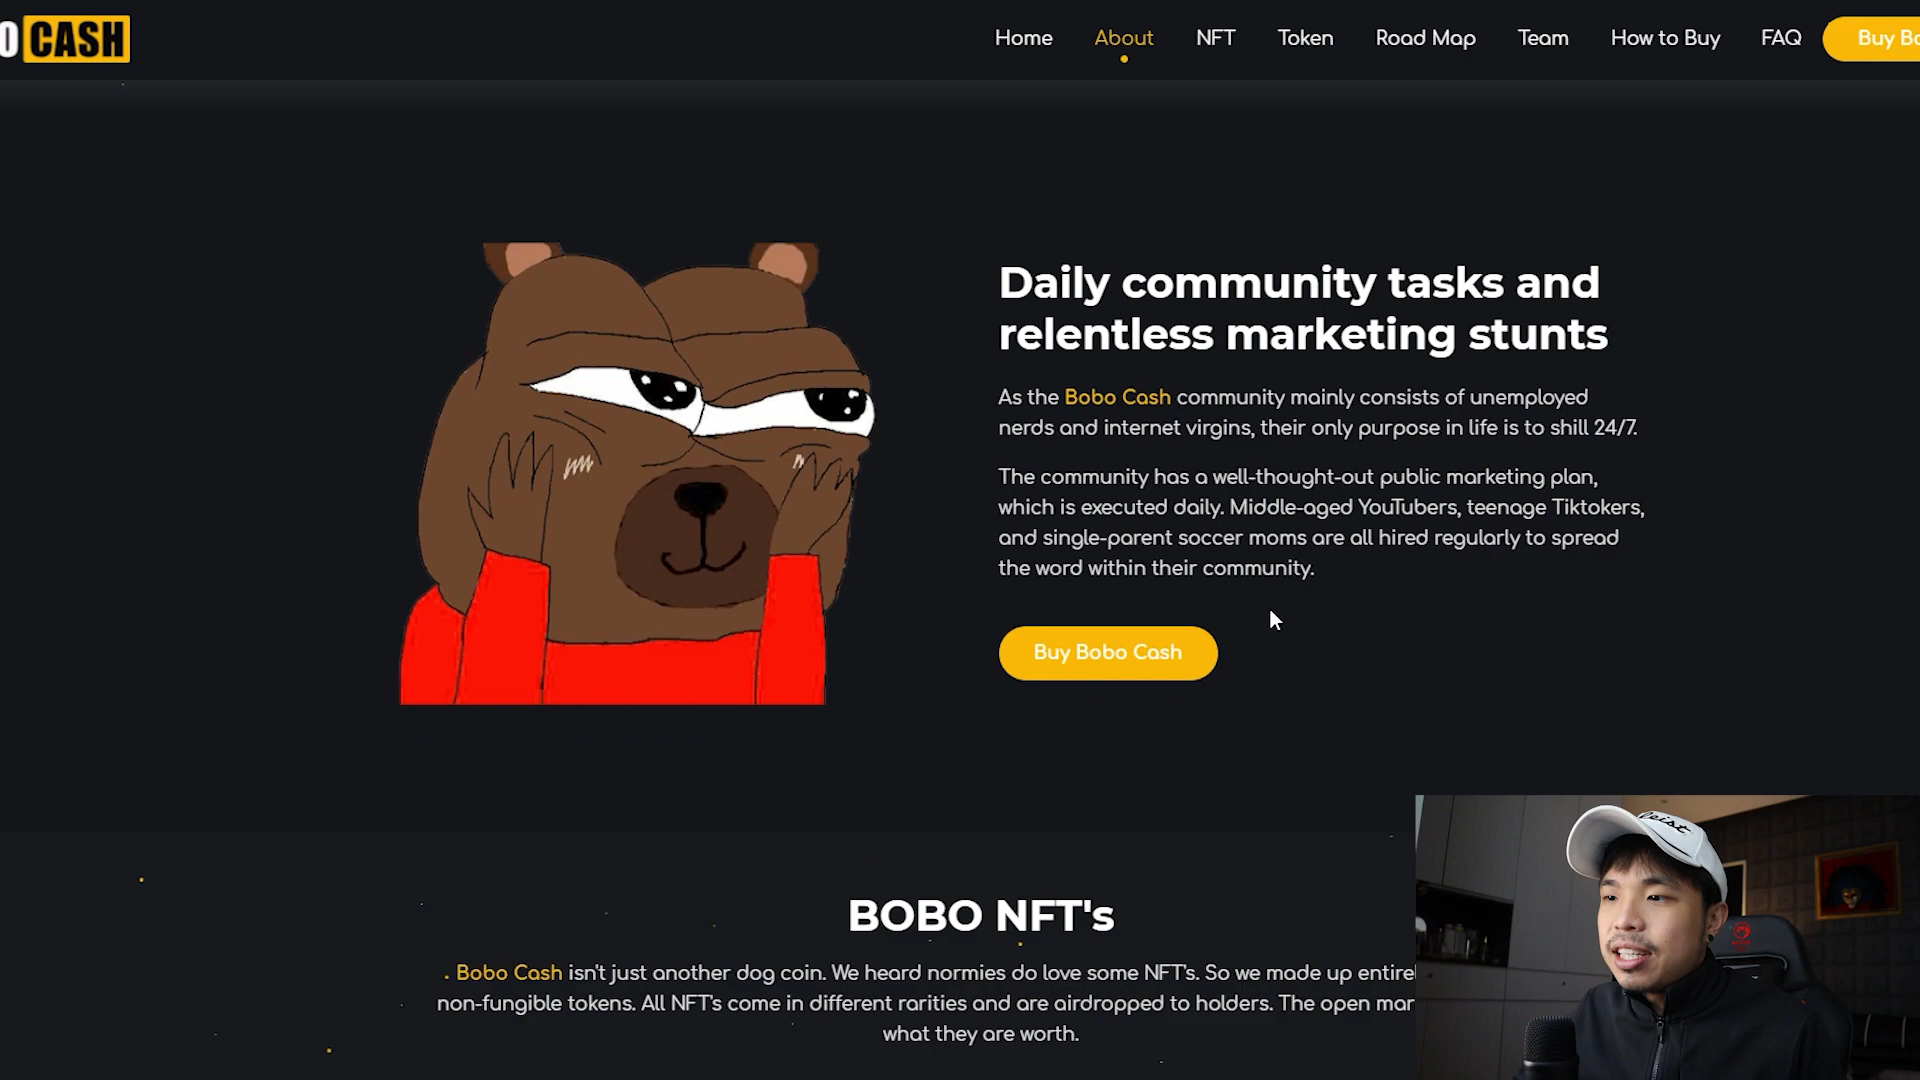 O CASH
Home About NFT Token Road Map Team How to Buy FAQ Buy Bo
Daily community tasks and
relentless marketing stunts
As the Bobo Cash community mainly consists of unemployed
nerds and internet virgins, their only purpose in life is to shill 24/7.
The community has a well-thought-out public marketing plan,
which is executed daily. Middle-aged YouTubers, teenage Tiktokers,
and single-parent soccer moms are all hired regularly to spread
the word within their community.
Buy Bobo Cash
BOBO NFT's
Bobo Cash isn't just another dog coin. We heard normies do love some NFT's. So we made up entirel
non-fungible tokens. All NFT's come in different rarities and are airdropped to holders. The open mar
what they are worth.